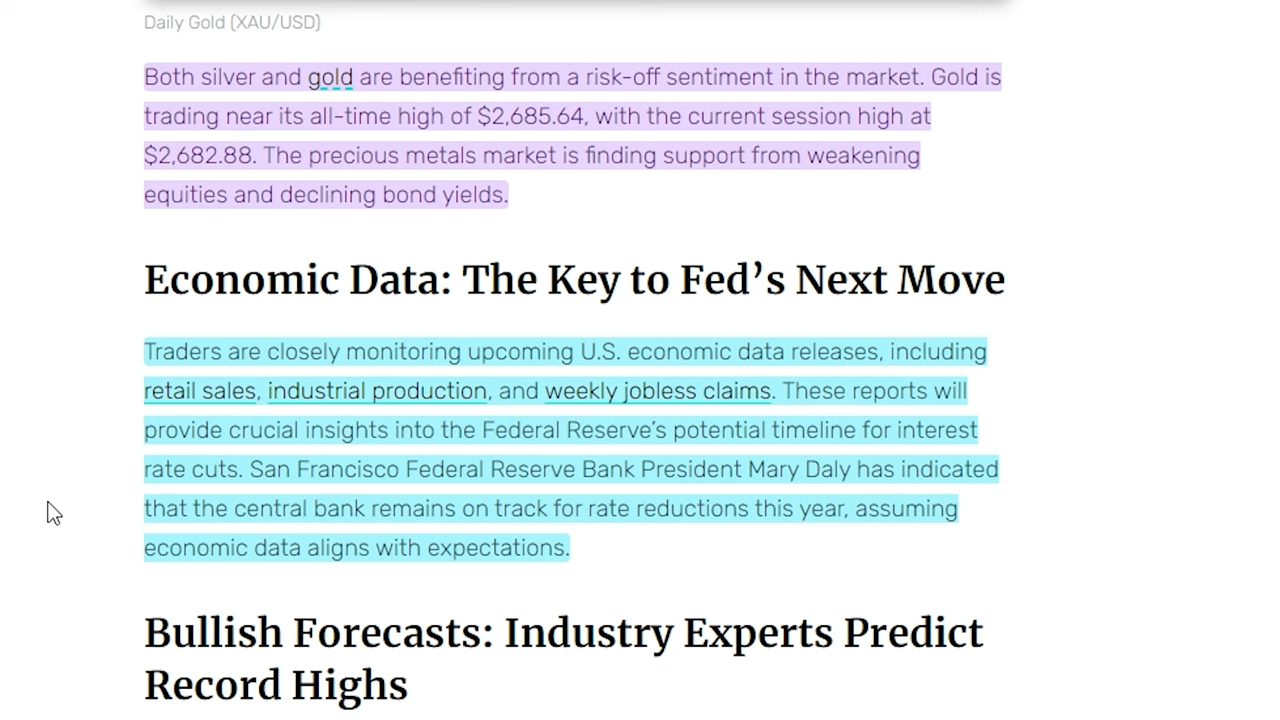 Daily Gold (XAU/USD)
Both silver and gold are benefiting from a risk-off sentiment in the market. Gold is
trading near its all-time high of $2,685.64, with the current session high at
$2,682.88. The precious metals market is finding support from weakening
equities and declining bond yields.
Economic Data: The Key to Fed’s Next Move
Traders are closely monitoring upcoming U.S. economic data releases, including
retail sales, industrial production, and weekly jobless claims. These reports will
provide crucial insights into the Federal Reserve’s potential timeline for interest
rate cuts. San Francisco Federal Reserve Bank President Mary Daly has indicated
that the central bank remains on track for rate reductions this year, assuming
economic data aligns with expectations.
Bullish Forecasts: Industry Experts Predict
Record Highs